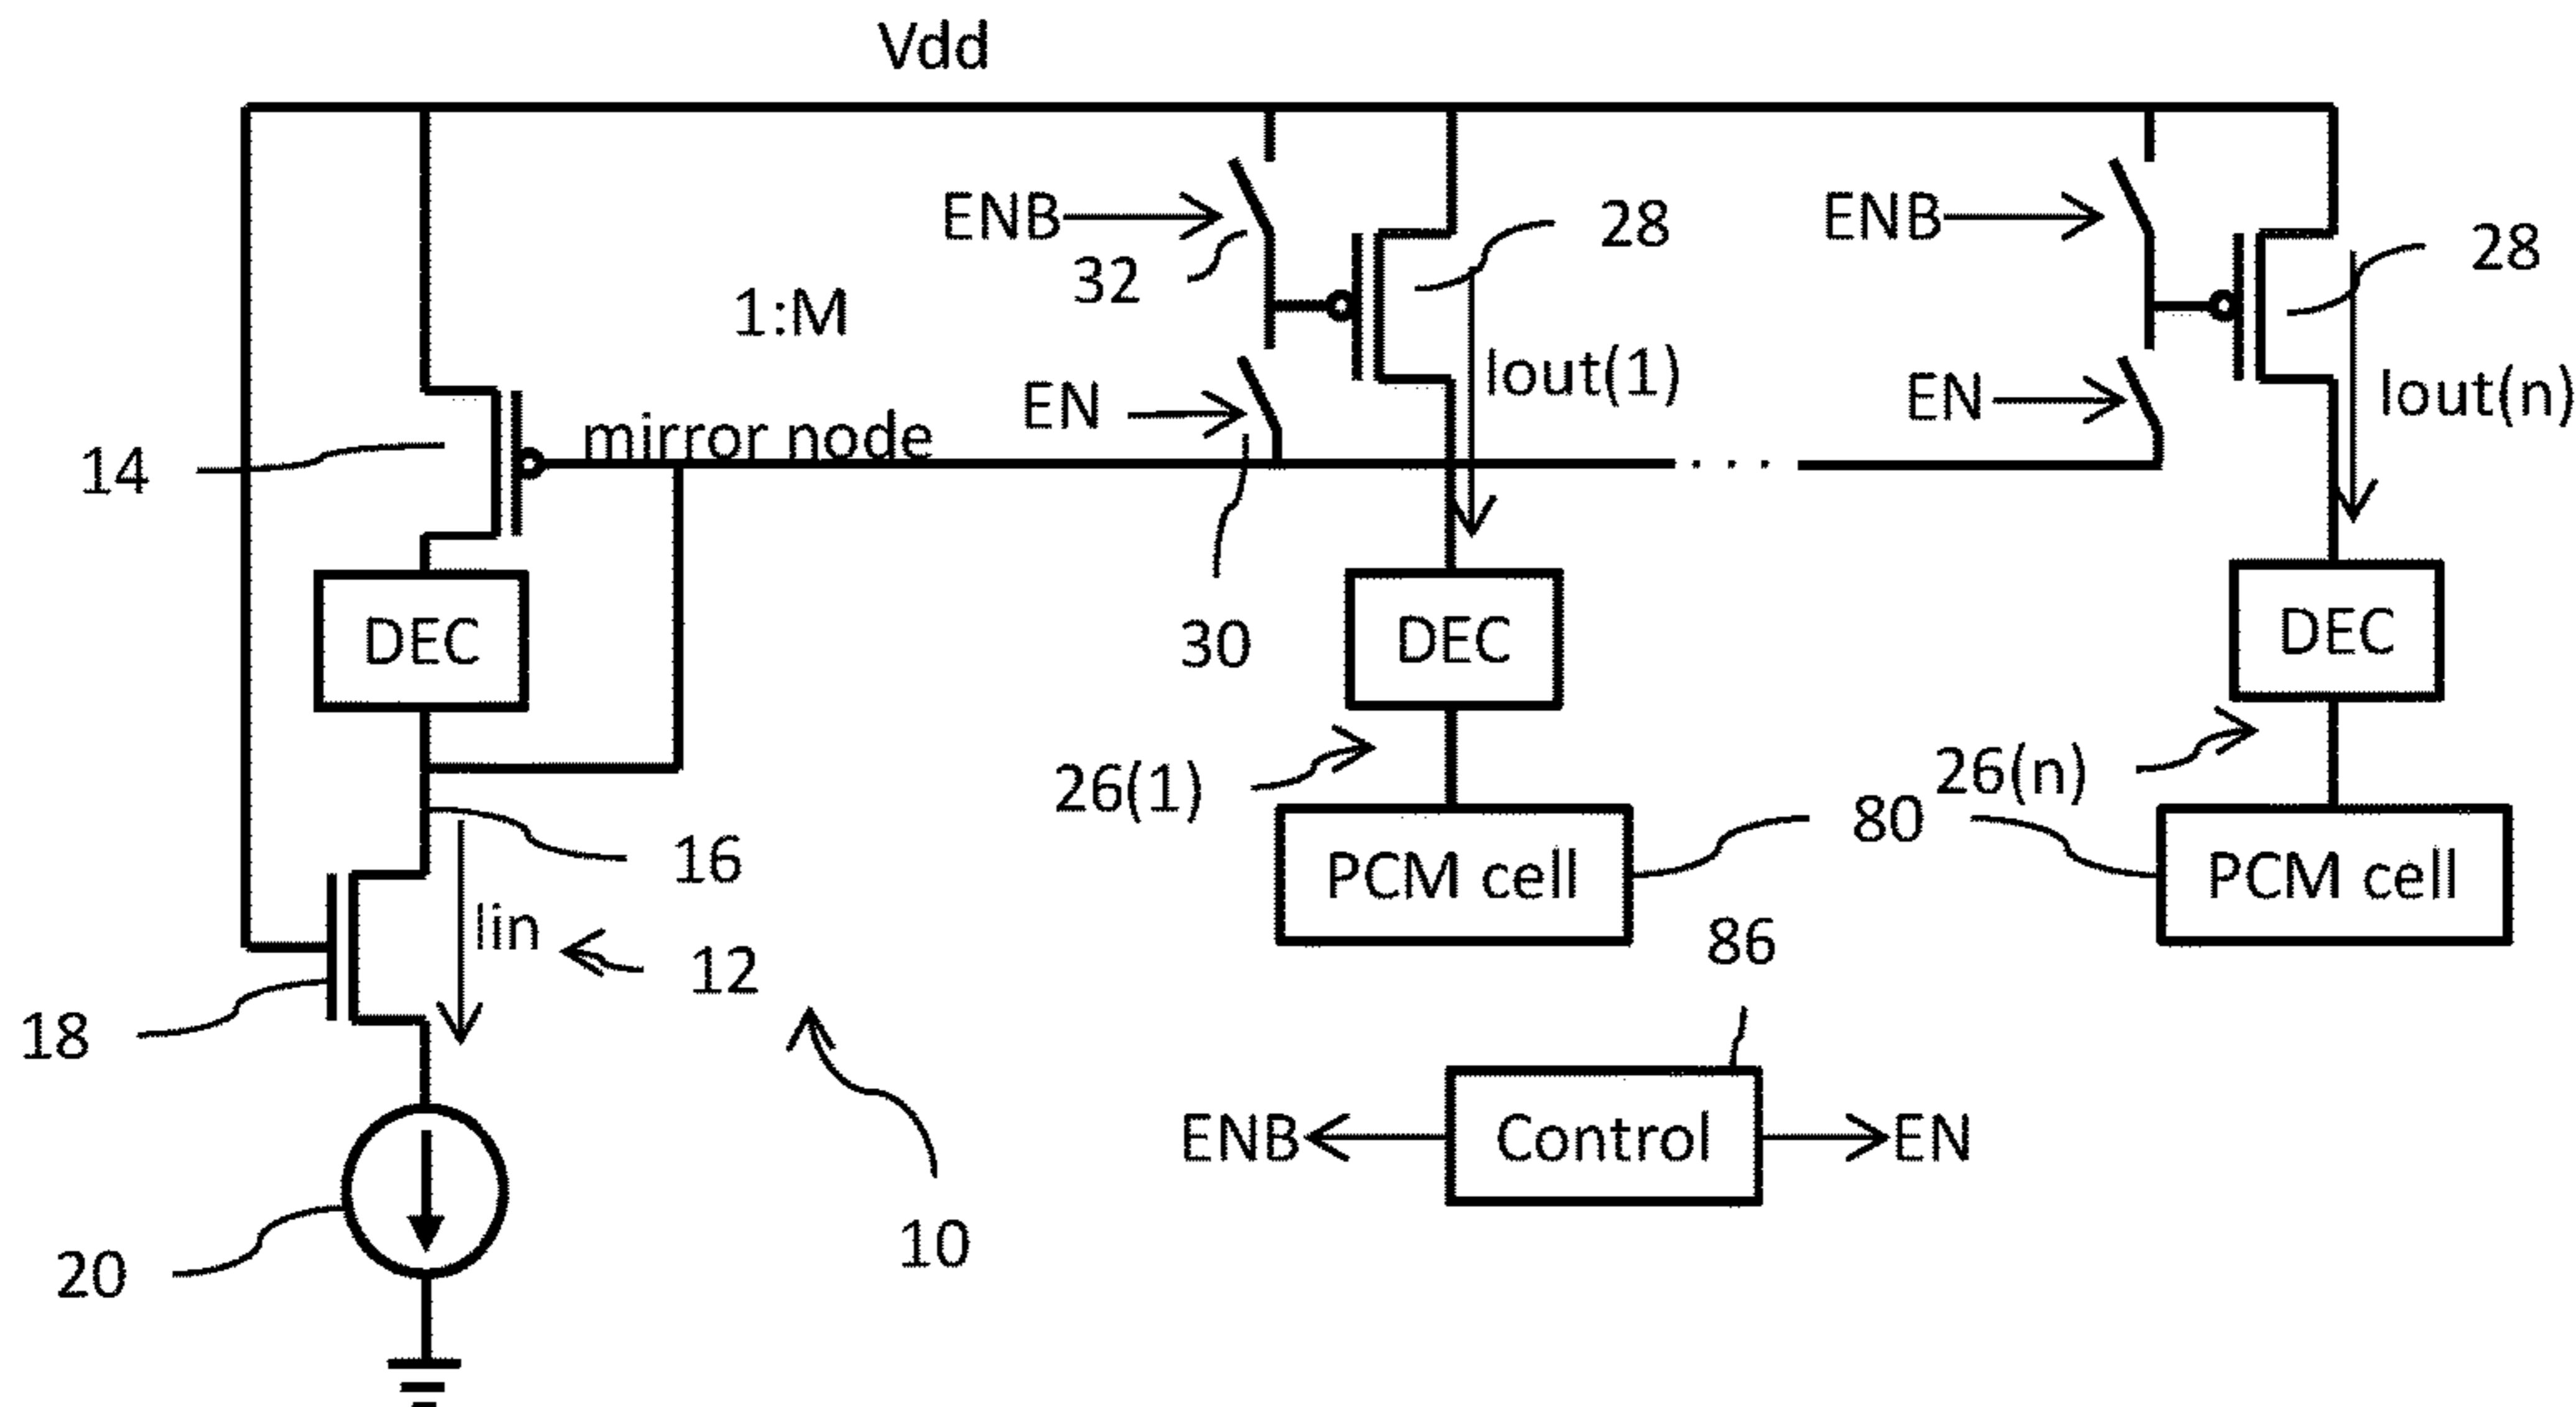 Vdd
ENB
32
28
ENB
28
1:M
EN
Iout(1)
EN
Iout(n)
14
mirror node
. . .
DEC
30
DEC
DEC
26(1)
26(n)
16
80
PCM cell
PCM cell
Iin
12
86
18
ENB
Control
EN
20
10